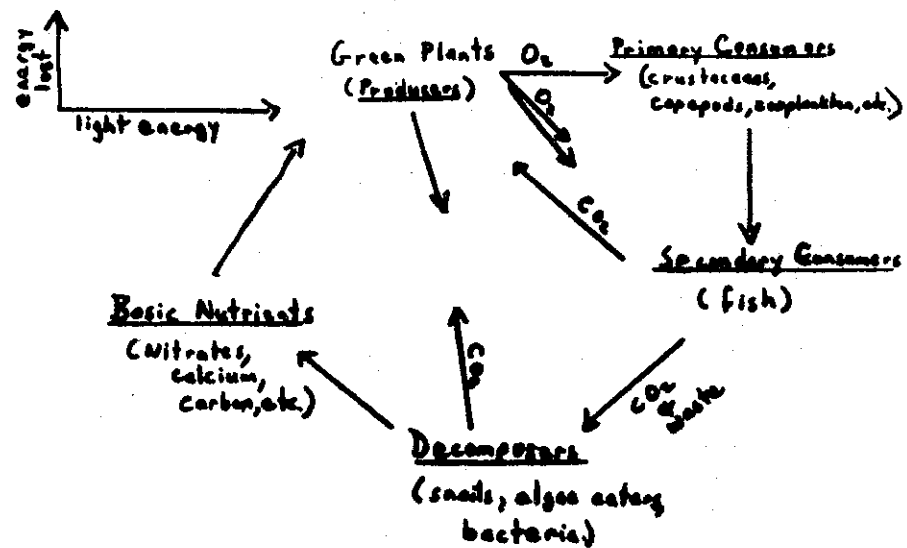 energy
lost
light energy
Green Plants
(Producers)
O₂
O₂
Primary Consumers
(crustaceans,
copepods, zooplankton, etc.)
CO₂
Secondary Consumers
(fish)
Basic Nutrients
(Nitrates,
calcium,
carbon, etc.)
CO₂
CO₂
&
waste
Decomposers
(snails, algae eaters,
bacteria)